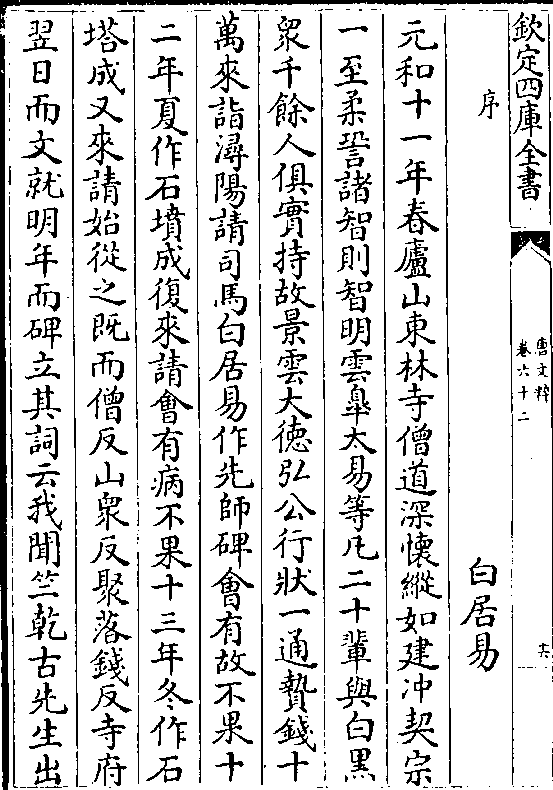 欽定四庫全書
唐文粹
卷六十二
序
白居易
元和十一年春廬山東林寺僧道深懷縱如建冲契宗
一至柔詧諸智則智明雲臯太易等凡二十輩與白黒
衆千餘人俱實持故景雲大徳弘公行狀一通贄錢十
萬來詣潯陽請司馬白居易作先師碑會有故不果十
二年夏作石墳成復來請會有病不果十三年冬作石
塔成又來請始從之既而僧反山衆反聚落錢反寺府
翌日而文就明年而碑立其詞云我聞竺乾古先生出